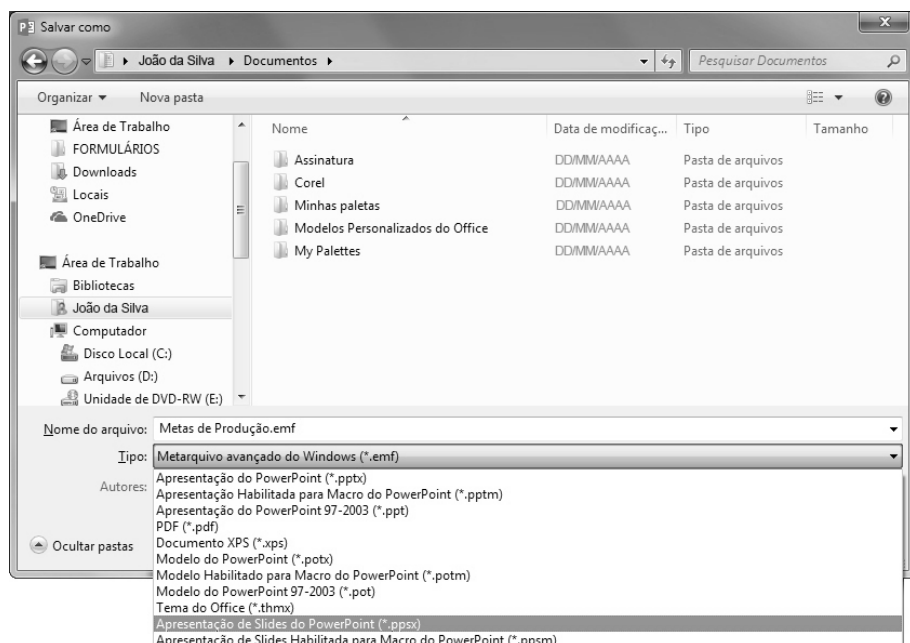 Salvar como
João da Silva Documentos Pesquisar Documentos
Organizar Nova pasta
Nome Data de modificaç... Tipo Tamanho
Área de Trabalho
FORMULÁRIOS
Downloads
Locais
OneDrive
Área de Trabalho
Bibliotecas
João da Silva
Computador
Disco Local (C:)
Arquivos (D:)
Unidade de DVD-RW (E:)
Assinatura DD/MM/AAAA Pasta de arquivos
Corel DD/MM/AAAA Pasta de arquivos
Minhas paletas DD/MM/AAAA Pasta de arquivos
Modelos Personalizados do Office DD/MM/AAAA Pasta de arquivos
My Palettes DD/MM/AAAA Pasta de arquivos
Nome do arquivo: Metas de Produção.emf
Tipo: Metarquivo avançado do Windows (*.emf)
Autores:
Apresentação do PowerPoint (*.pptx)
Apresentação Habilitada para Macro do PowerPoint (*.pptm)
Apresentação do PowerPoint 97-2003 (*.ppt)
PDF (*.pdf)
Documento XPS (*.xps)
Modelo do PowerPoint (*.potx)
Modelo Habilitado para Macro do PowerPoint (*.potm)
Modelo do PowerPoint 97-2003 (*.pot)
Tema do Office (*.thmx)
Apresentação de Slides do PowerPoint (*.ppsx)
Apresentação de Slides Habilitada para Macro do PowerPoint (*.ppsm)
Ocultar pastas